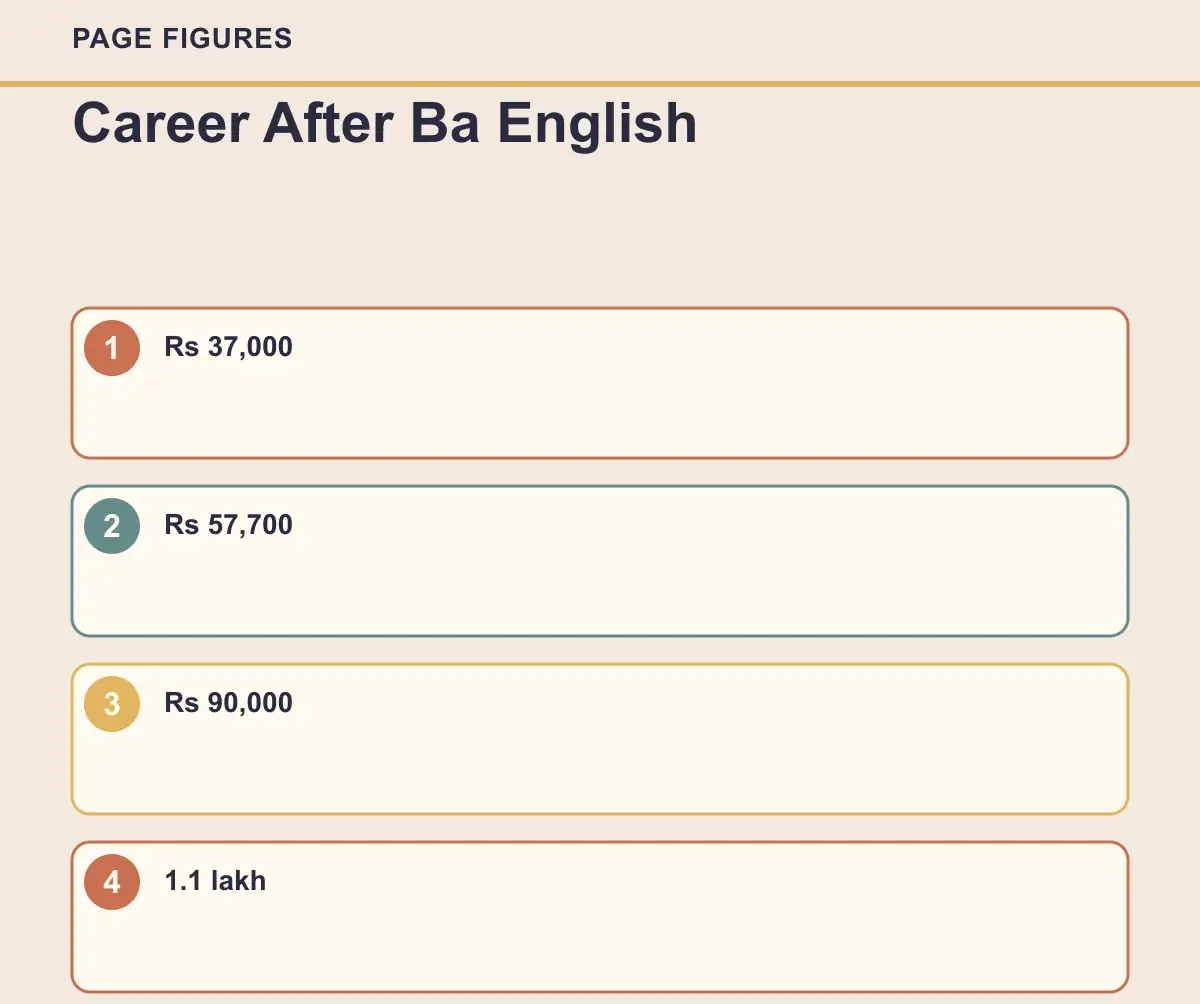 PAGE FIGURES
Career After Ba English
1 Rs 37,000
2 Rs 57,700
3 Rs 90,000
4 1.1 lakh